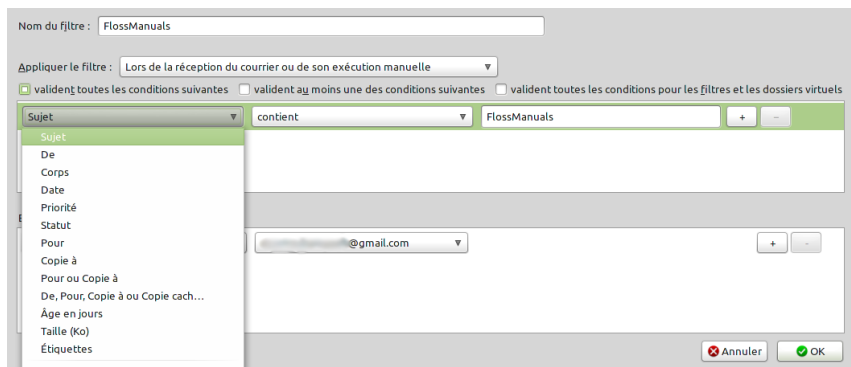 Nom du filtre : FlossManuals
Appliquer le filtre : Lors de la réception du courrier ou de son exécution manuelle
valident toutes les conditions suivantes valident au moins une des conditions suivantes valident toutes les conditions pour les filtres et les dossiers virtuels
Sujet contient FlossManuals + -
Sujet
De
Corps
Date
Priorité
Statut
Pour
@gmail.com + -
Copie à
Pour ou Copie à
De, Pour, Copie à ou Copie cach…
Âge en jours
Taille (Ko)
Étiquettes
Annuler OK